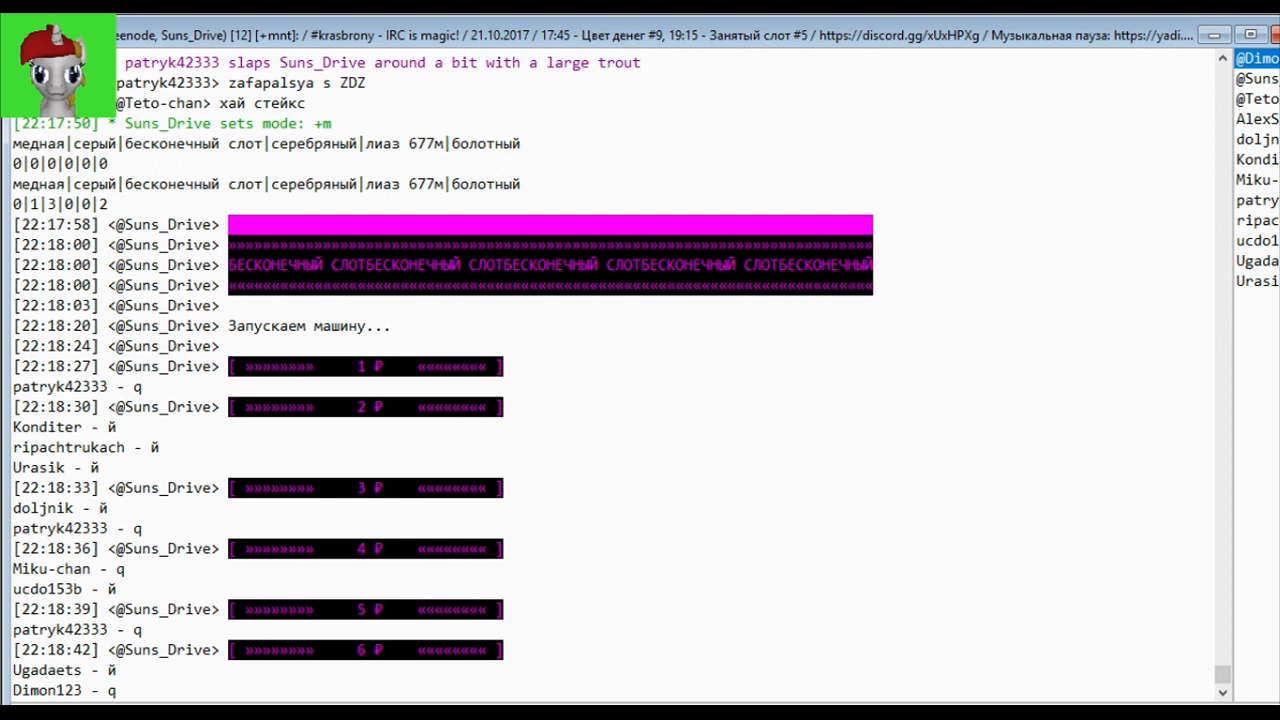 eenode, Suns_Drive) [12] [+mnt]: / #krasbrony - IRC is magic! / 21.10.2017 / 17:45 - Цвет денег #9, 19:15 - Занятый слот #5 / https://discord.gg/xUxHPXg / Музыкальная пауза: https://yadi....
patryk42333 slaps Suns_Drive around a bit with a large trout
patryk42333> zafapalsya s ZDZ
@Teto-chan> хай стейкс
[22:17:50] * Suns_Drive sets mode: +m
медная|серый|бесконечный слот|серебряный|лиаз 677м|болотный
0|0|0|0|0|0
медная|серый|бесконечный слот|серебряный|лиаз 677м|болотный
0|1|3|0|0|2
[22:17:58] <@Suns_Drive>
[22:18:00] <@Suns_Drive> »»»»»»»»»»»»»»»»»»»»»»»»»»»»»»»»»»»»»»»»»»»»»»»»»»»»»»»»»»»»»»»»»»»»»»»»»»»
[22:18:00] <@Suns_Drive> БЕСКОНЕЧНЫЙ СЛОТБЕСКОНЕЧНЫЙ СЛОТБЕСКОНЕЧНЫЙ СЛОТБЕСКОНЕЧНЫЙ СЛОТБЕСКОНЕЧНЫЙ
[22:18:00] <@Suns_Drive> «««««««««««««««««««««««««««««««««««««««««««««««««««««««««««««««««««««««««««
[22:18:03] <@Suns_Drive>
[22:18:20] <@Suns_Drive> Запускаем машину...
[22:18:24] <@Suns_Drive>
[22:18:27] <@Suns_Drive> [ »»»»»»»» 1 ₽ «««««««« ]
patryk42333 - q
[22:18:30] <@Suns_Drive> [ »»»»»»»» 2 ₽ «««««««« ]
Konditer - й
ripachtrukach - й
Urasik - й
[22:18:33] <@Suns_Drive> [ »»»»»»»» 3 ₽ «««««««« ]
doljnik - й
patryk42333 - q
[22:18:36] <@Suns_Drive> [ »»»»»»»» 4 ₽ «««««««« ]
Miku-chan - q
ucdo153b - й
[22:18:39] <@Suns_Drive> [ »»»»»»»» 5 ₽ «««««««« ]
patryk42333 - q
[22:18:42] <@Suns_Drive> [ »»»»»»»» 6 ₽ «««««««« ]
Ugadaets - й
Dimon123 - q
@Dimo
@Suns
@Teto
AlexS
doljn
Kondi
Miku-
patry
ripac
ucdo1
Ugada
Urasi